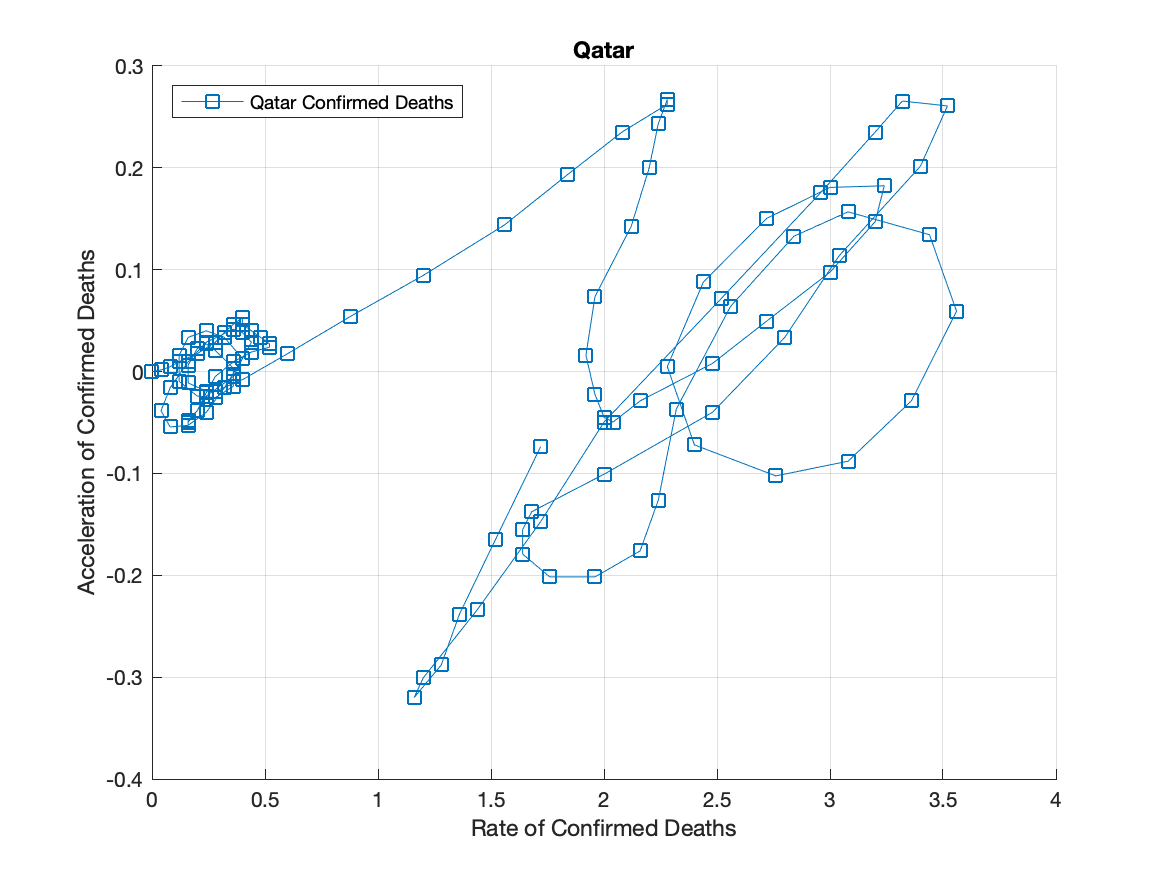 Qatar
Qatar Confirmed Deaths
Acceleration of Confirmed Deaths
0.3
0.2
0.1
0
-0.1
-0.2
-0.3
-0.4
0 0.5 1 1.5 2 2.5 3 3.5 4
Rate of Confirmed Deaths